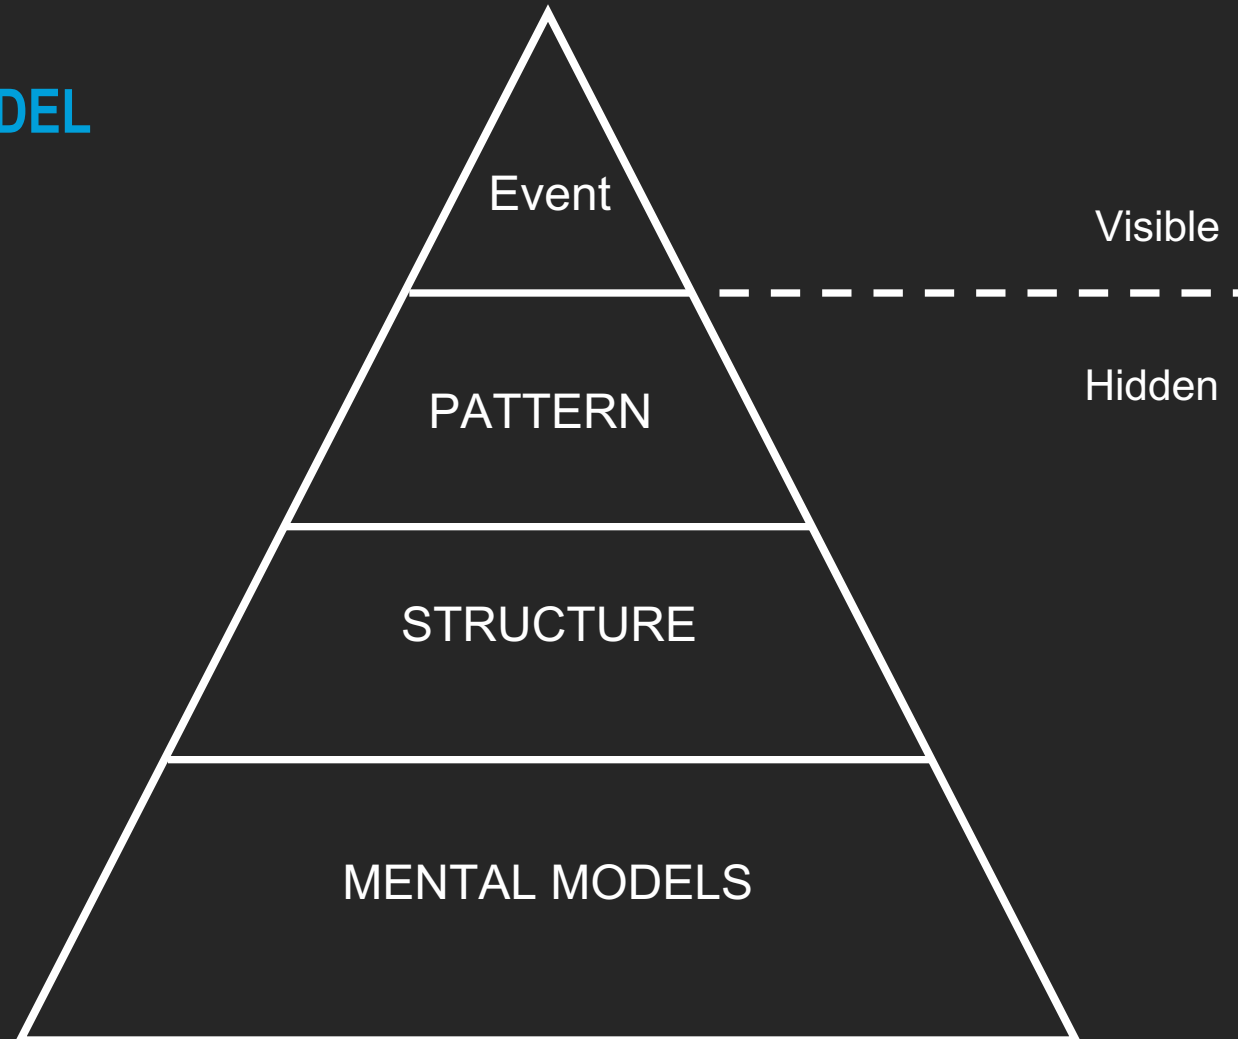 DEL
Event
Visible
Hidden
PATTERN
STRUCTURE
MENTAL MODELS